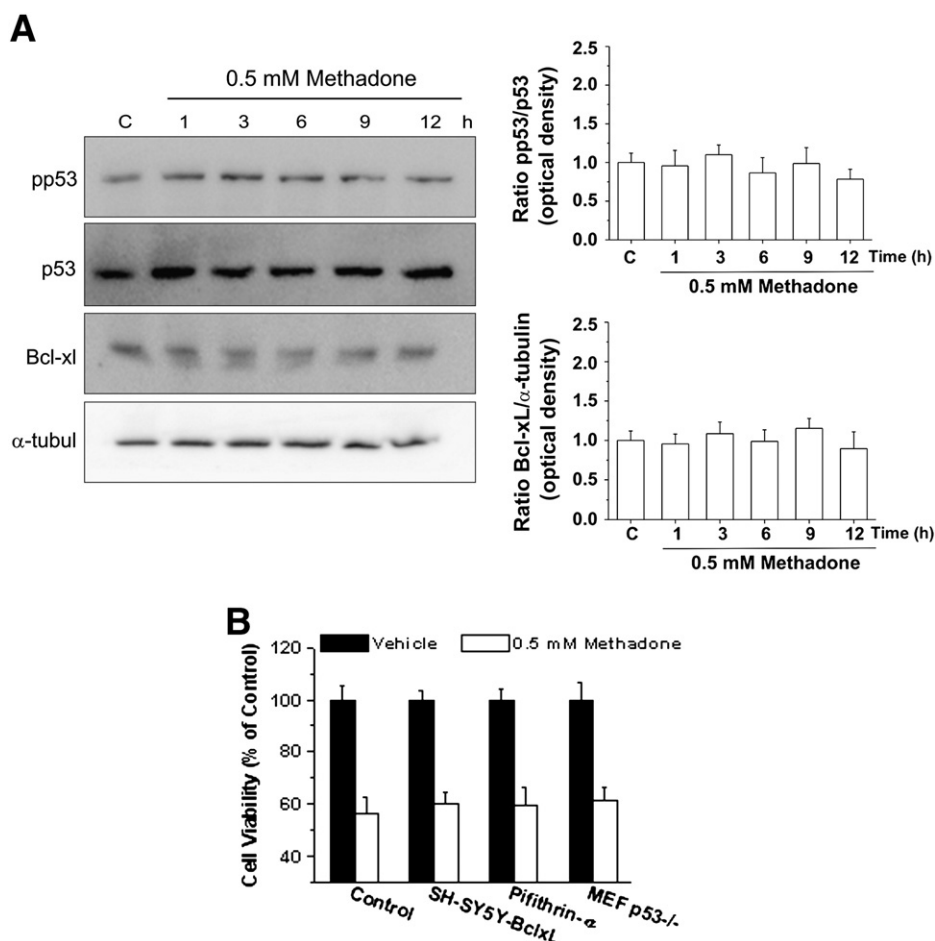 A
0.5 mM Methadone
C 1 3 6 9 12 h
pp53
p53
Bcl-xl
α-tubul
Ratio pp53/p53
(optical density)
2.5
2.0
1.5
1.0
0.5
0.0
C 1 3 6 9 12 Time (h)
0.5 mM Methadone
Ratio Bcl-xL/α-tubulin
(optical density)
2.5
2.0
1.5
1.0
0.5
0.0
C 1 3 6 9 12 Time (h)
0.5 mM Methadone
B
Vehicle 0.5 mM Methadone
Cell Viability (% of Control)
120
100
80
60
40
Control
SH-SY5Y-BclxL
Pifithrin-α
MEF p53-/-